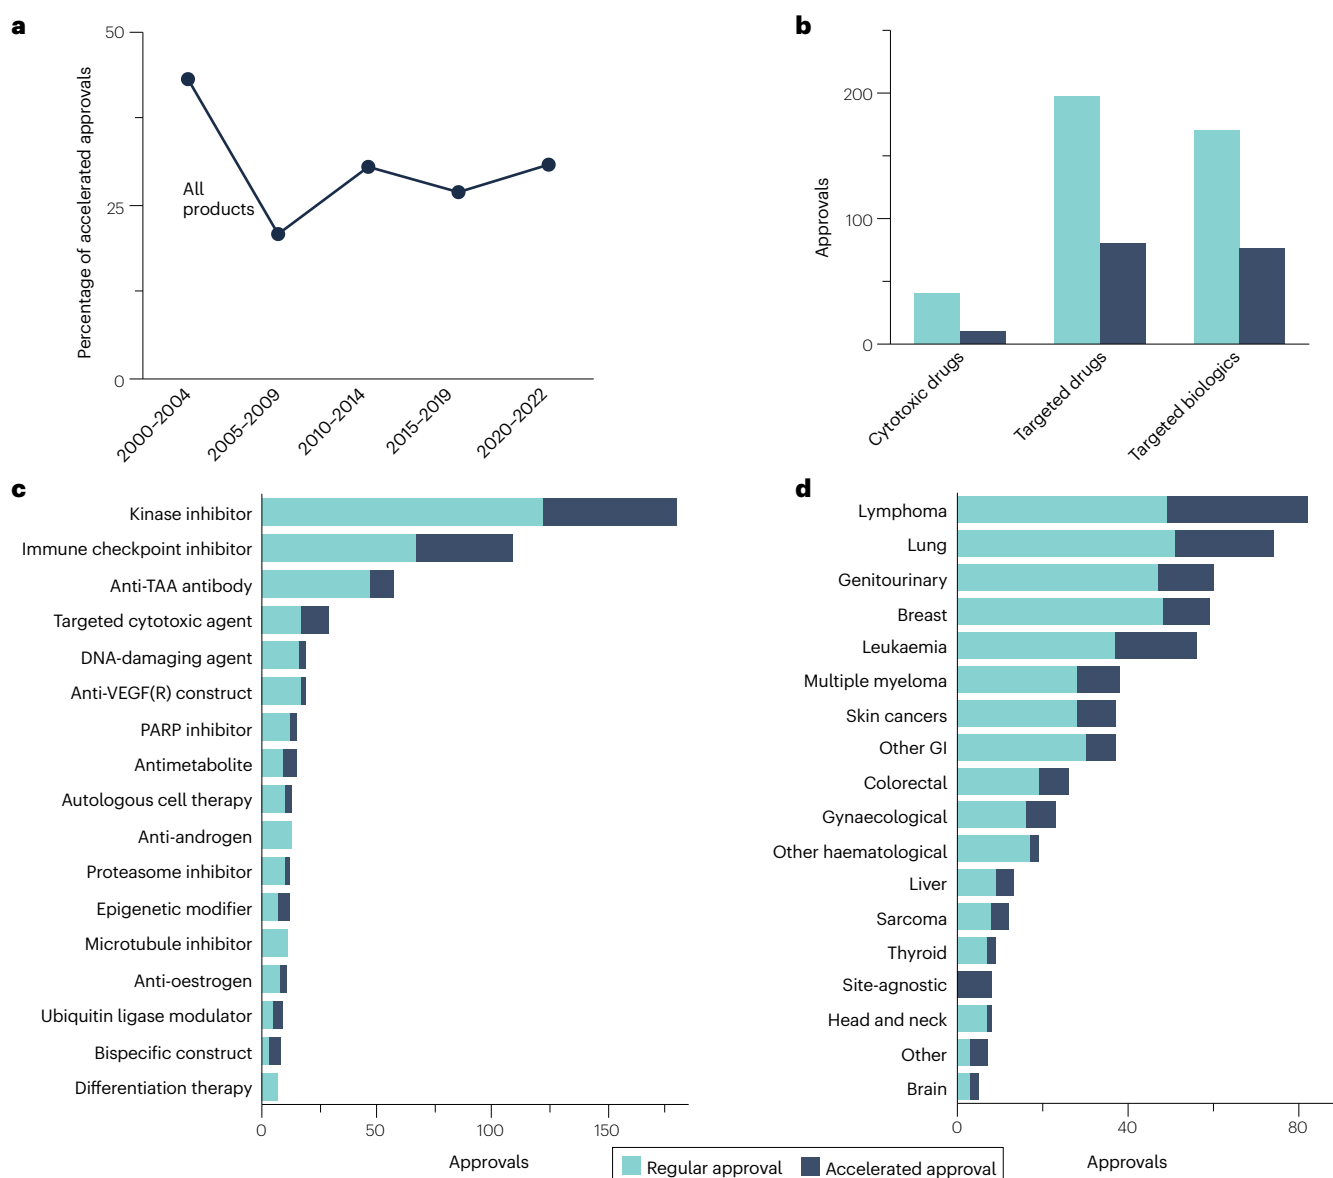 a
50
25
0
Percentage of accelerated approvals
All
products
2000–2004
2005–2009
2010–2014
2015–2019
2020–2022
b
200
100
0
Approvals
Cytotoxic drugs
Targeted drugs
Targeted biologics
c
Kinase inhibitor
Immune checkpoint inhibitor
Anti-TAA antibody
Targeted cytotoxic agent
DNA-damaging agent
Anti-VEGF(R) construct
PARP inhibitor
Antimetabolite
Autologous cell therapy
Anti-androgen
Proteasome inhibitor
Epigenetic modifier
Microtubule inhibitor
Anti-oestrogen
Ubiquitin ligase modulator
Bispecific construct
Differentiation therapy
0 50 100 150
Approvals
d
Lymphoma
Lung
Genitourinary
Breast
Leukaemia
Multiple myeloma
Skin cancers
Other GI
Colorectal
Gynaecological
Other haematological
Liver
Sarcoma
Thyroid
Site-agnostic
Head and neck
Other
Brain
0 40 80
Approvals
Regular approval Accelerated approval